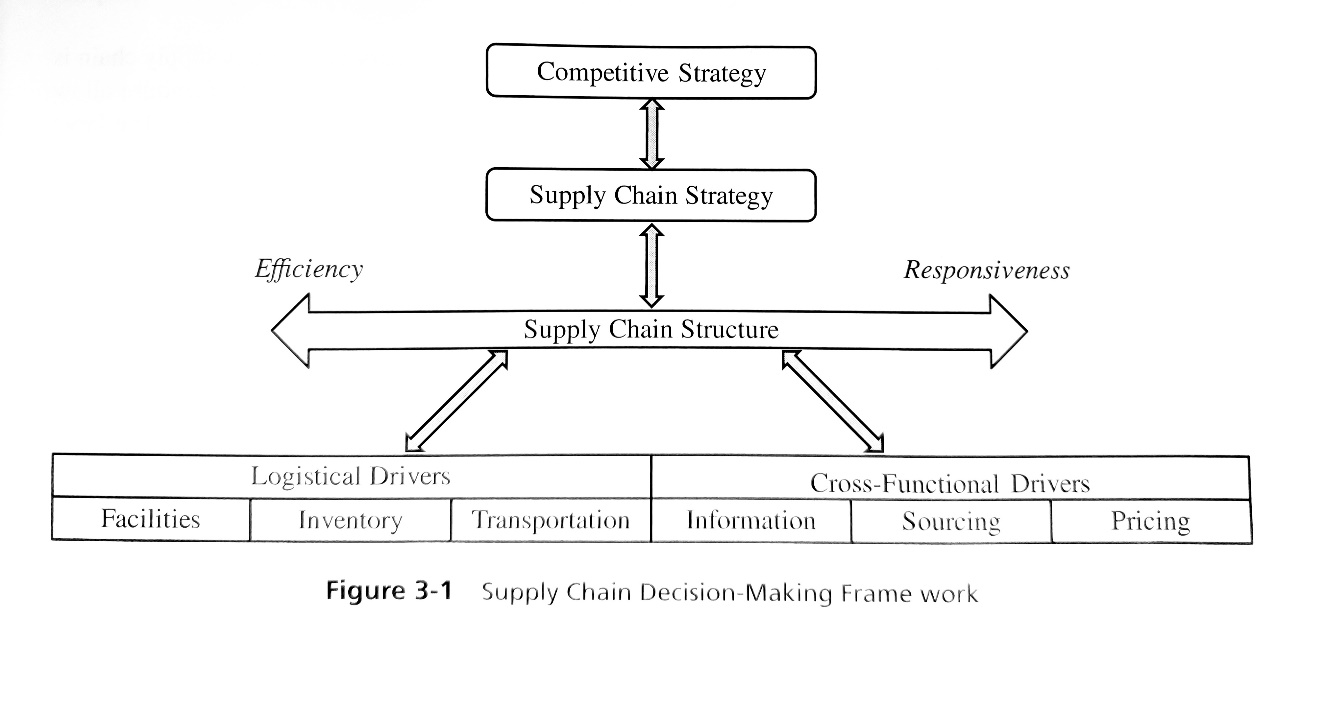 Competitive Strategy
Supply Chain Strategy
Efficiency
Responsiveness
Supply Chain Structure
Logistical Drivers
Cross-Functional Drivers
Facilities
Inventory
Transportation
Information
Sourcing
Pricing
Figure 3-1 Supply Chain Decision-Making Frame work